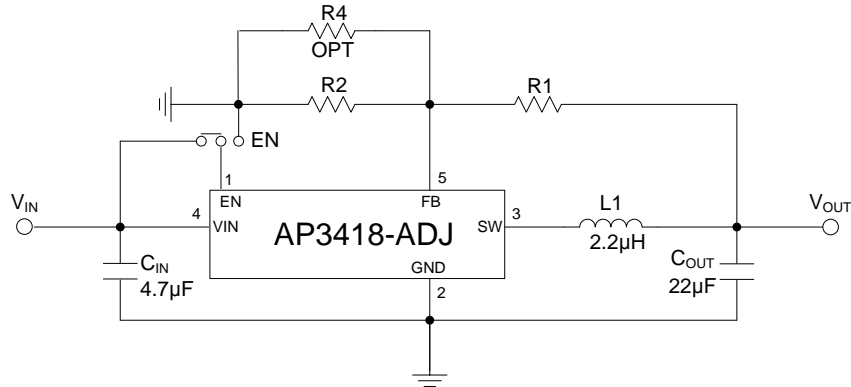 R4
OPT
R2
R1
EN
1
5
EN
FB
V_IN
4
VIN
AP3418-ADJ
SW
3
L1
2.2µH
V_OUT
C_IN
4.7µF
GND
2
C_OUT
22µF